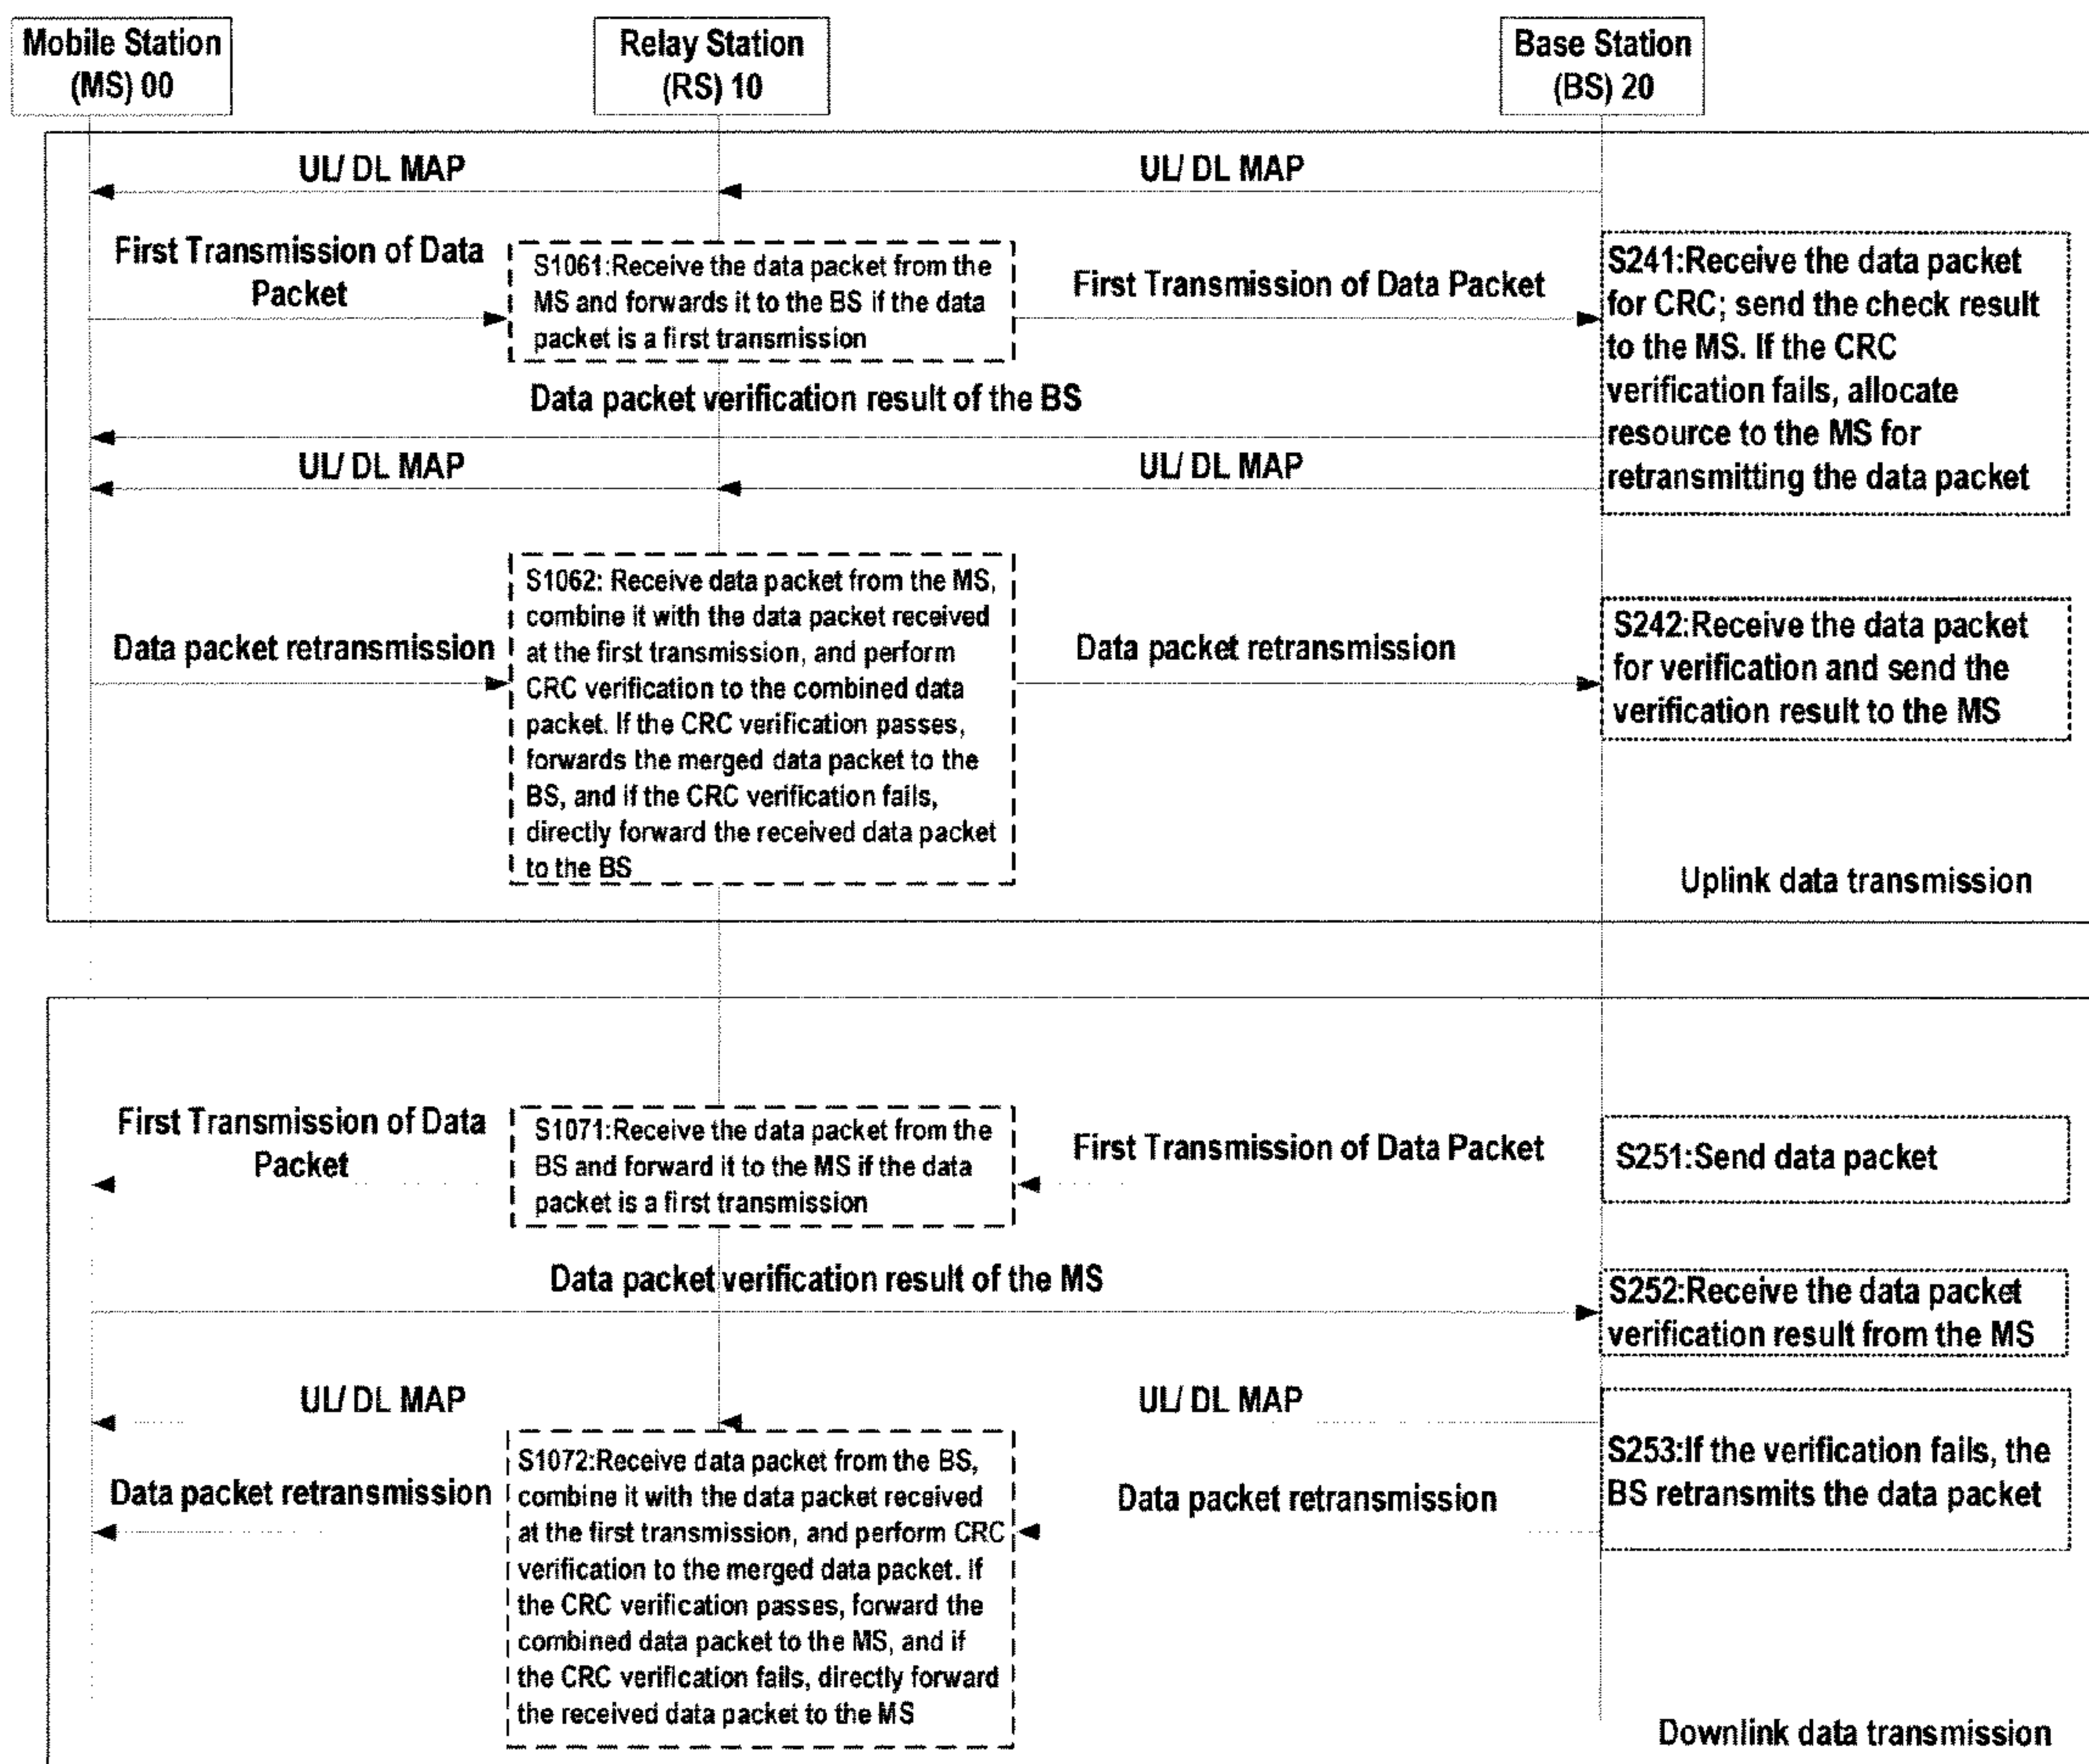 Mobile Station
(MS) 00
Relay Station
(RS) 10
Base Station
(BS) 20
UL/ DL MAP
UL/ DL MAP
First Transmission of Data
Packet
S1061:Receive the data packet from the
MS and forwards it to the BS if the data
packet is a first transmission
First Transmission of Data Packet
S241:Receive the data packet
for CRC; send the check result
to the MS. If the CRC
verification fails, allocate
resource to the MS for
retransmitting the data packet
Data packet verification result of the BS
UL/ DL MAP
UL/ DL MAP
Data packet retransmission
S1062: Receive data packet from the MS,
combine it with the data packet received
at the first transmission, and perform
CRC verification to the combined data
packet. If the CRC verification passes,
forwards the merged data packet to the
BS, and if the CRC verification fails,
directly forward the received data packet
to the BS
Data packet retransmission
S242:Receive the data packet
for verification and send the
verification result to the MS
Uplink data transmission
First Transmission of Data
Packet
S1071:Receive the data packet from the
BS and forward it to the MS if the data
packet is a first transmission
First Transmission of Data Packet
S251:Send data packet
Data packet verification result of the MS
S252:Receive the data packet
verification result from the MS
UL/ DL MAP
UL/ DL MAP
Data packet retransmission
S1072:Receive data packet from the BS,
combine it with the data packet received
at the first transmission, and perform CRC
verification to the merged data packet. If
the CRC verification passes, forward the
combined data packet to the MS, and if
the CRC verification fails, directly forward
the received data packet to the MS
Data packet retransmission
S253:If the verification fails, the
BS retransmits the data packet
Downlink data transmission